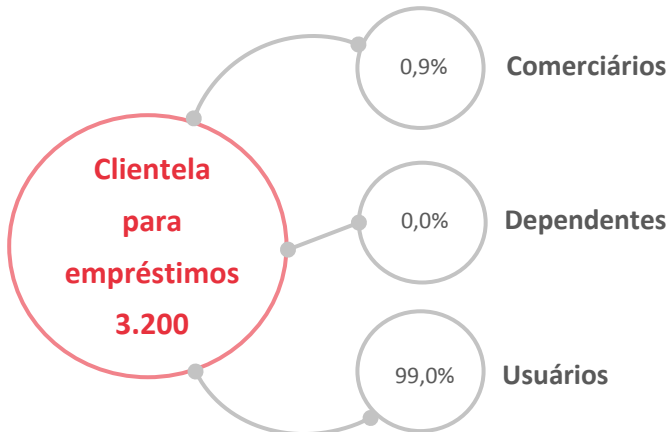 Clientela
para
empréstimos
3.200
0,9%
Comerciários
0,0%
Dependentes
99,0%
Usuários